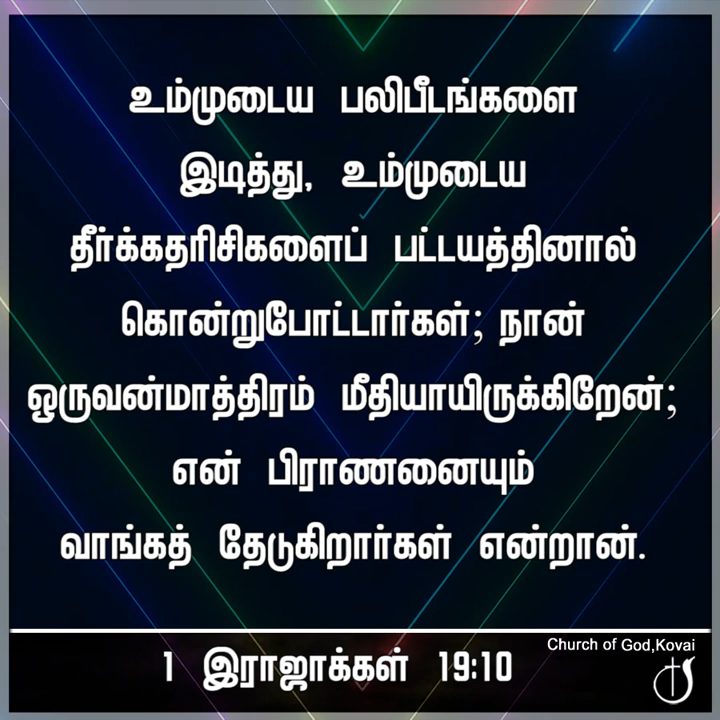 உம்முடைய பலிபீடங்களை
இடித்து, உம்முடைய
தீர்க்கதரிசிகளைப் பட்டயத்தினால்
கொன்றுபோட்டார்கள்; நான்
ஒருவன்மாத்திரம் மீதியாயிருக்கிறேன்;
என் பிராணனையும்
வாங்கத் தேடுகிறார்கள் என்றான்.
1 இராஜாக்கள் 19:10
Church of God,Kovai